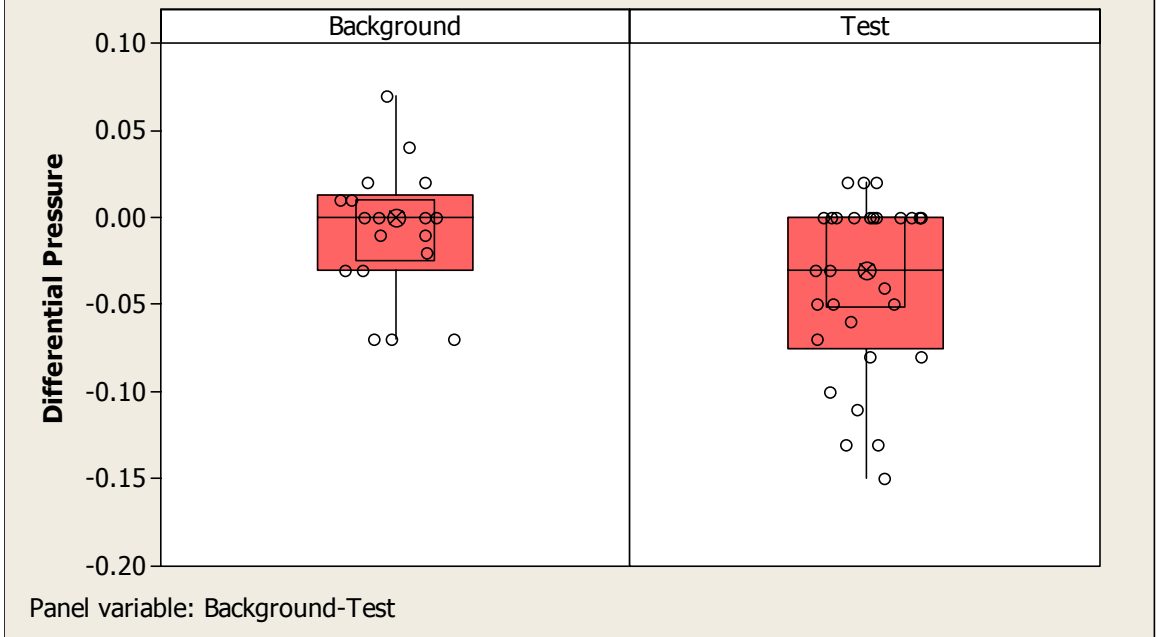 Background Test
Differential Pressure
0.10
0.05
0.00
-0.05
-0.10
-0.15
-0.20
Panel variable: Background-Test